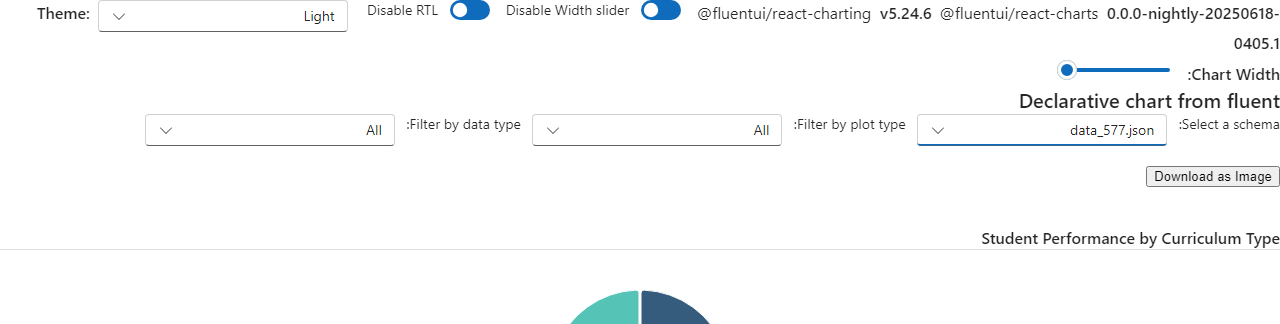 Theme: Light Disable RTL Disable Width slider @fluentui/react-charting v5.24.6 @fluentui/react-charts 0.0.0-nightly-20250618-
0405.1
:Chart Width
Declarative chart from fluent
All :Filter by data type All :Filter by plot type data_577.json :Select a schema
Download as Image
Student Performance by Curriculum Type